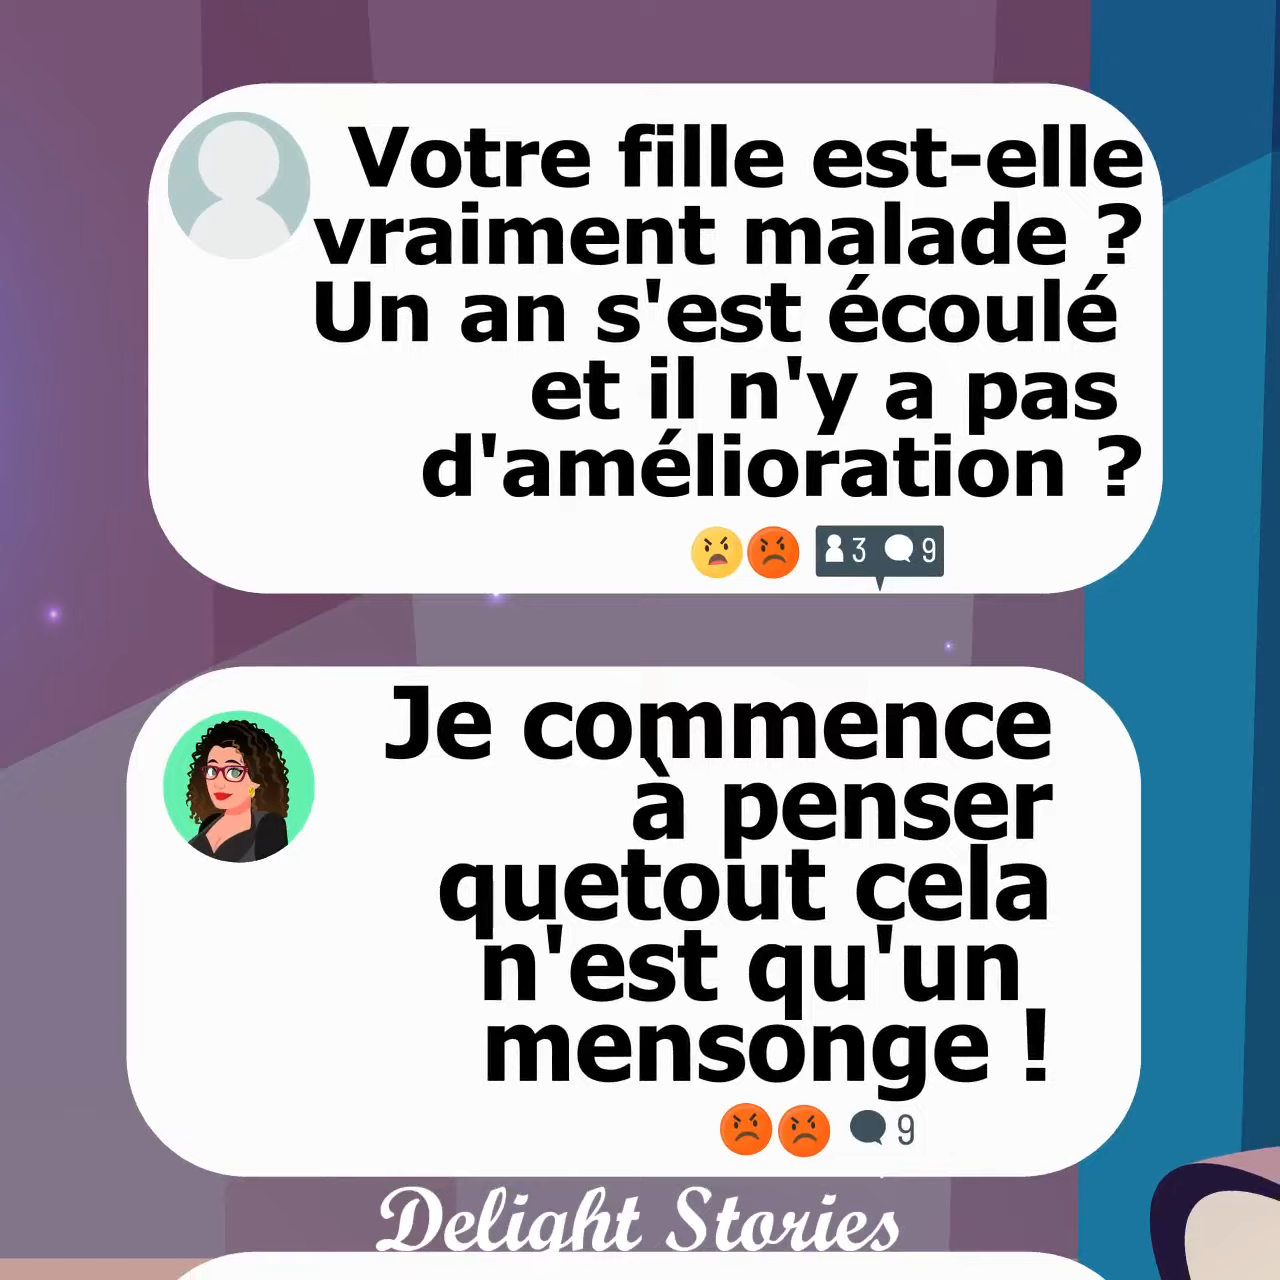 Votre fille est-elle
vraiment malade ?
Un an s'est écoulé
et il n'y a pas
d'amélioration ?
3 9
Je commence
à penser
quetout cela
n'est qu'un
mensonge !
9
Delight Stories